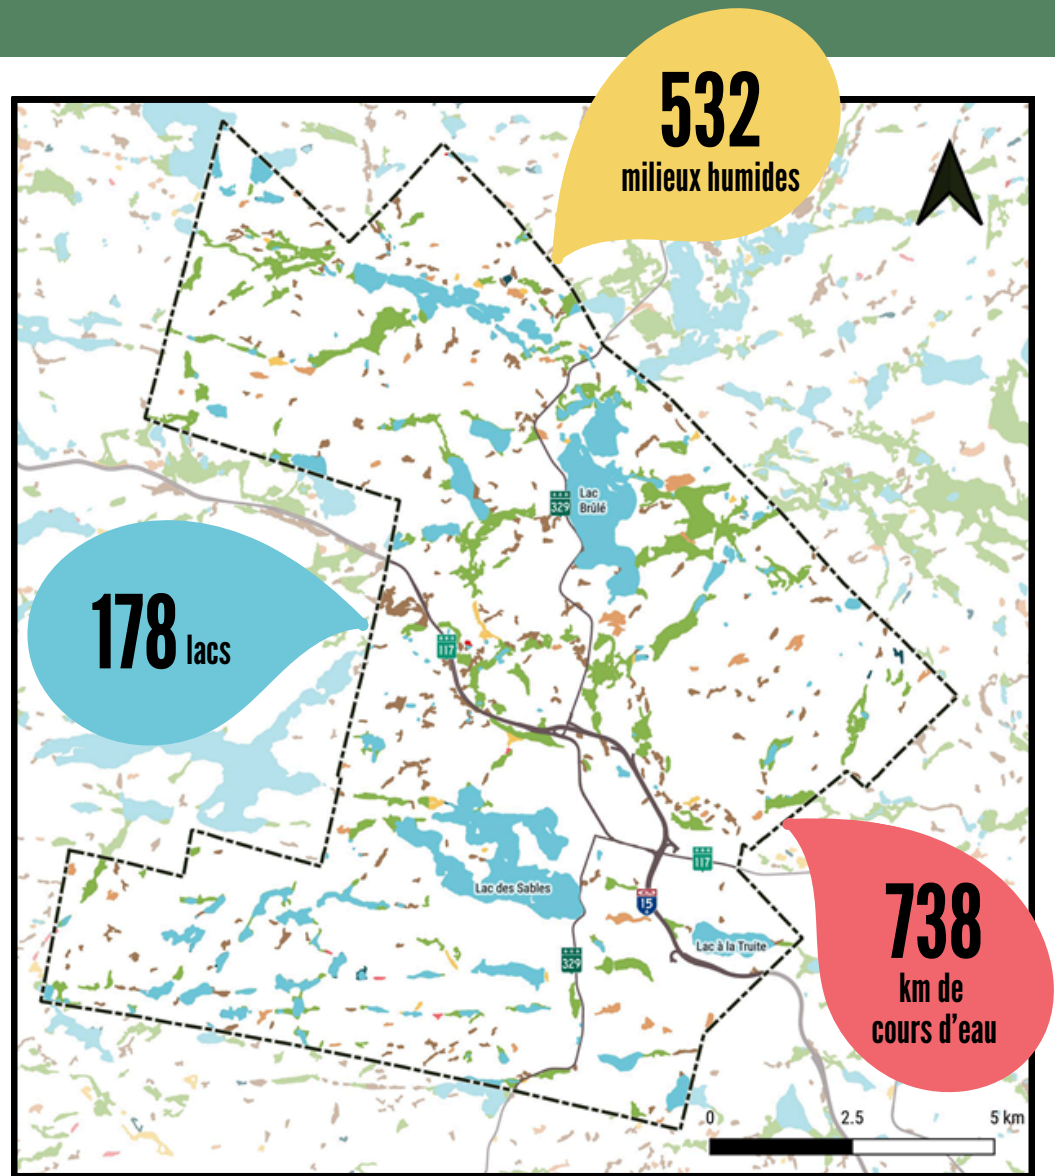 532
milieux humides
329
Lac
Brûlé
178 lacs
117
Lac des Sables
117
15
Lac à la Truite
329
738
km de
cours d'eau
0 2.5 5 km